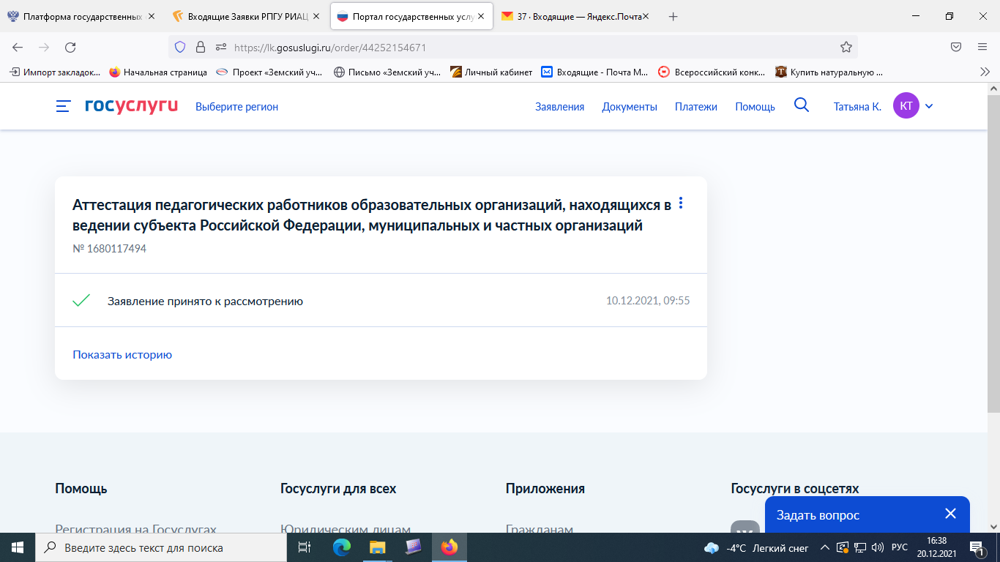 Платформа государственных
Входящие Заявки РПГУ РИАЦ
Портал государственных услу
37 · Входящие — Яндекс.Почта
https://lk.gosuslugi.ru/order/44252154671
Импорт закладок...
Начальная страница
Проект «Земский уч...
Письмо «Земский уч...
Личный кабинет
Входящие - Почта М...
Всероссийский конк...
Купить натуральную ...
госуслуги
Выберите регион
Заявления
Документы
Платежи
Помощь
Татьяна К.
КТ
Аттестация педагогических работников образовательных организаций, находящихся в
ведении субъекта Российской Федерации, муниципальных и частных организаций
№ 1680117494
Заявление принято к рассмотрению
10.12.2021, 09:55
Показать историю
Помощь
Госуслуги для всех
Приложения
Госуслуги в соцсетях
Регистрация на Госуслугах
Юридическим лицам
Гражданам
Задать вопрос
Введите здесь текст для поиска
-4°C Легкий снег
РУС
16:38
20.12.2021
1